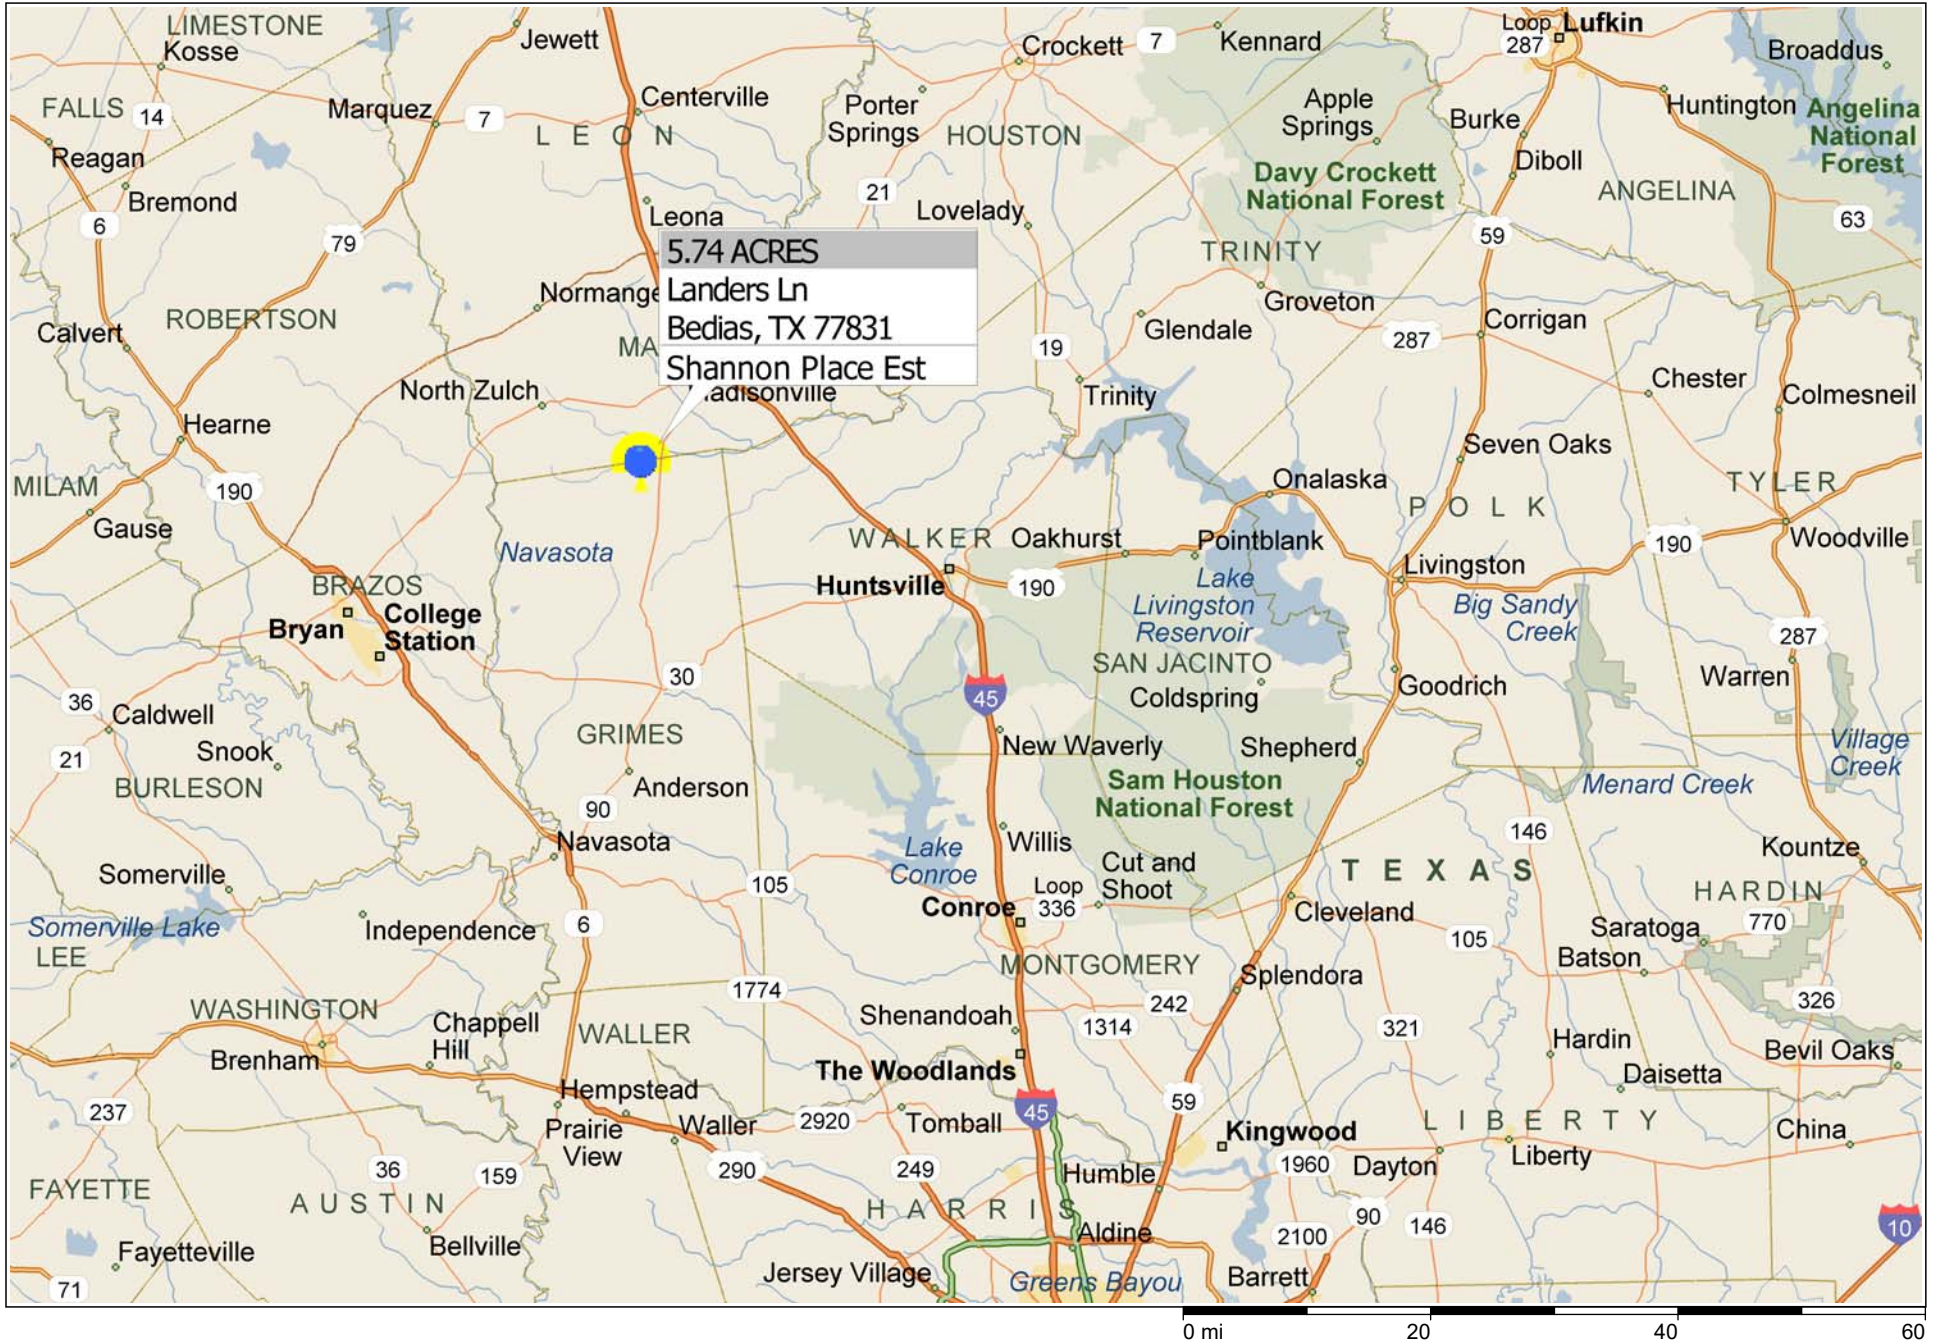 LIMESTONE
Kosse
Jewett
Crockett
7
Kennard
Loop
287
Lufkin
Broaddus
FALLS
14
Marquez
7
Centerville
L E O N
Porter
Springs
HOUSTON
Apple
Springs
Burke
Huntington
Angelina
National
Forest
Reagan
Bremond
6
79
Leona
21
Lovelady
Davy Crockett
National Forest
Diboll
ANGELINA
63
59
TRINITY
5.74 ACRES
Landers Ln
Bedias, TX 77831
Shannon Place Est
Normange
ROBERTSON
Calvert
MA
19
Glendale
Groveton
287
Corrigan
Chester
Colmesneil
North Zulch
adisonville
Trinity
Hearne
Seven Oaks
MILAM
190
Gause
Onalaska
P O L K
TYLER
Navasota
WALKER
Oakhurst
Pointblank
190
Woodville
BRAZOS
Bryan
College
Station
Huntsville
190
Lake
Livingston
Reservoir
Livingston
Big Sandy
Creek
287
SAN JACINTO
Coldspring
Goodrich
Warren
36
Caldwell
30
45
Snook
21
BURLESON
GRIMES
Anderson
New Waverly
Shepherd
Village
Creek
Sam Houston
National Forest
Menard Creek
90
Navasota
146
Willis
Lake
Conroe
Cut and
Shoot
Kountze
T E X A S
HARDIN
Somerville
105
Loop
336
Conroe
Cleveland
Somerville Lake
Independence
6
105
Saratoga
770
Batson
LEE
MONTGOMERY
Splendora
WASHINGTON
1774
242
326
Chappell
Hill
WALLER
Shenandoah
1314
321
Hardin
Bevil Oaks
Brenham
The Woodlands
Daisetta
Hempstead
237
45
59
Prairie
View
Waller
2920
Tomball
Kingwood
L I B E R T Y
China
36
159
290
249
Humble
1960
Dayton
Liberty
FAYETTE
A U S T I N
H A R R I S
90
146
Fayetteville
Bellville
Aldine
2100
10
71
Jersey Village
Greens Bayou
Barrett
0 mi
20
40
60